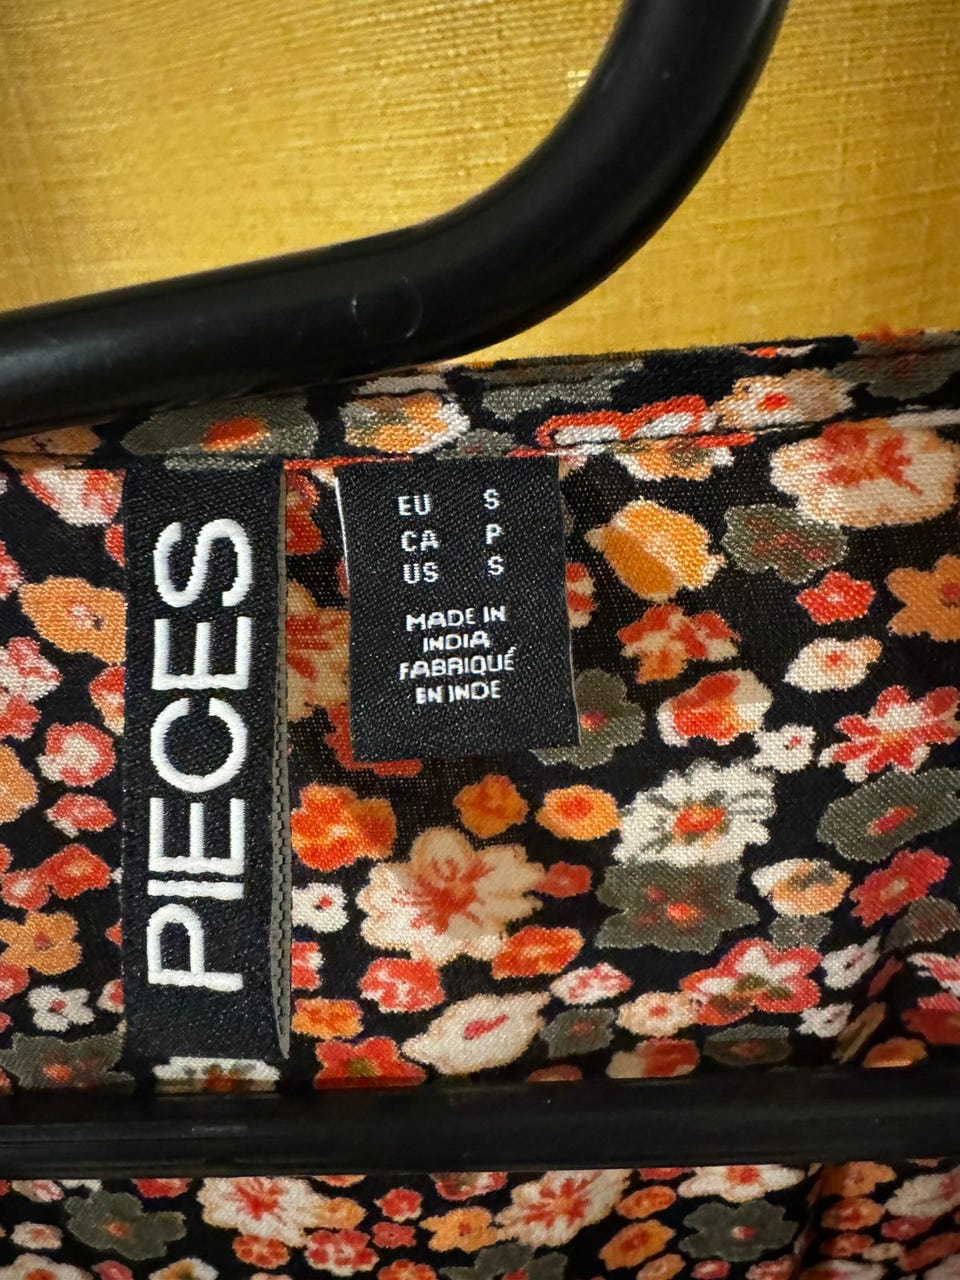 PIECES
EU S
CA P
US S
MADE IN
INDIA
FABRIQUÉ
EN INDE